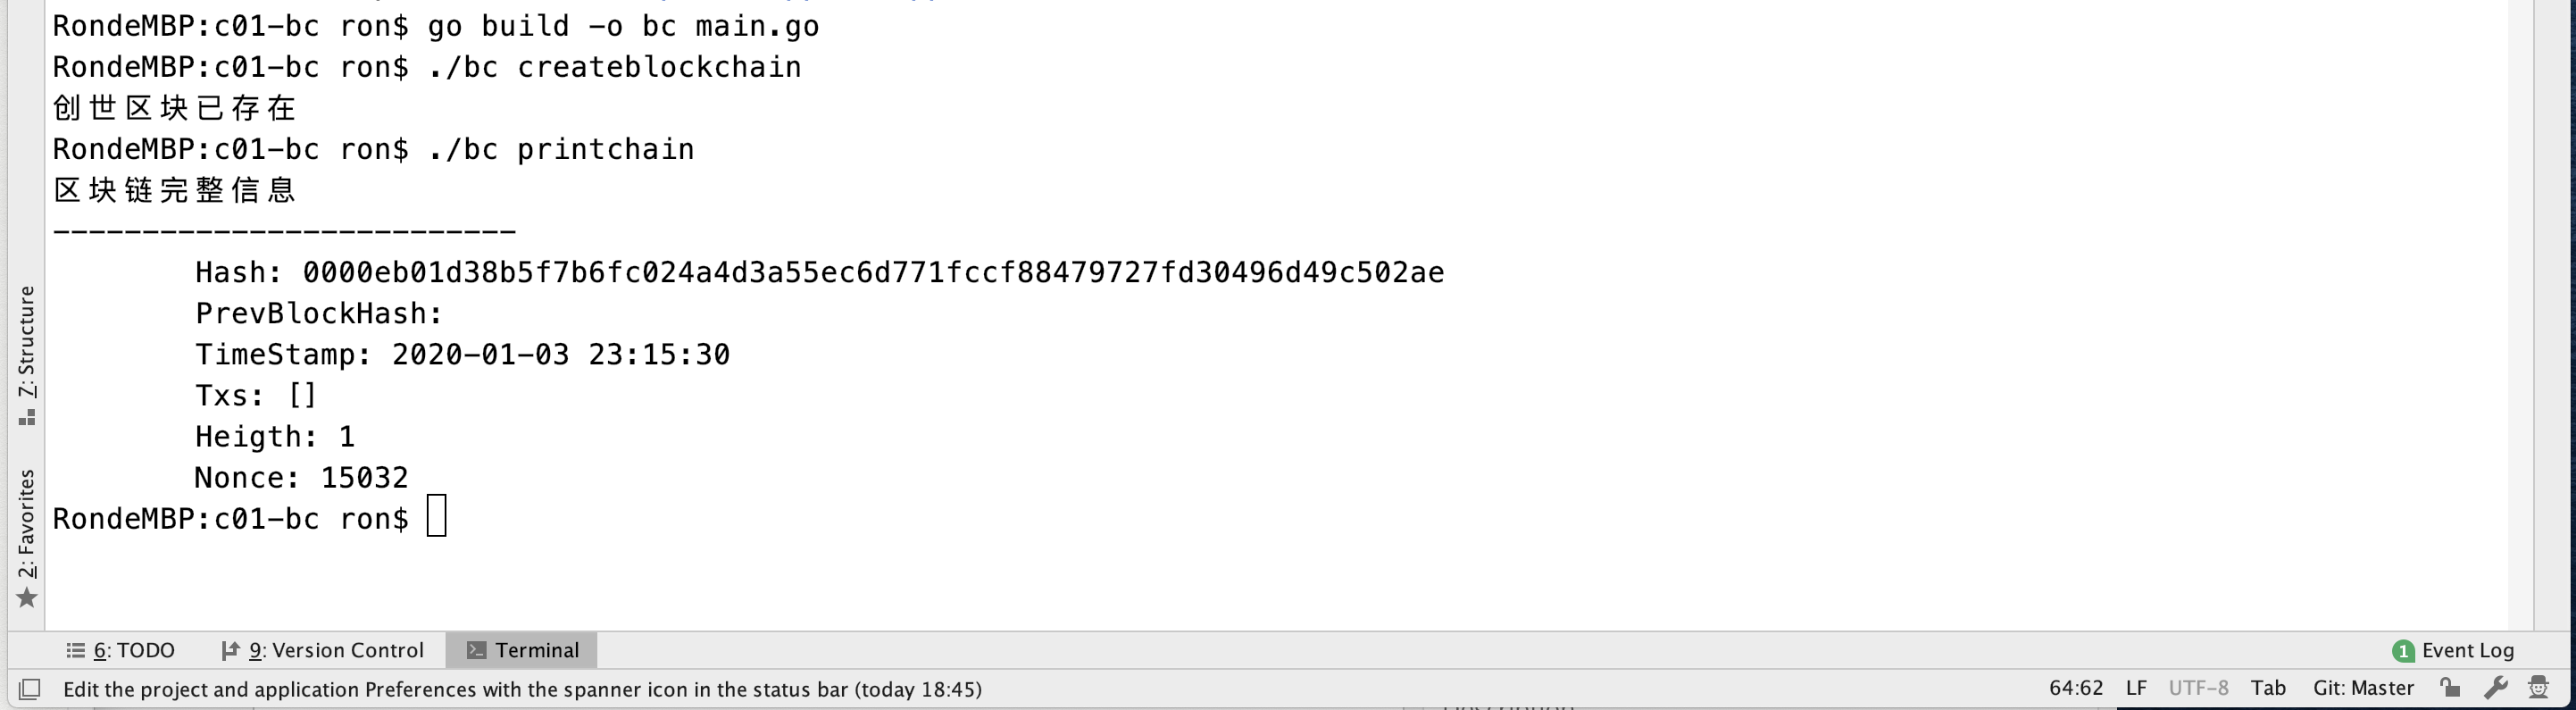 RondeMBP:c01-bc ron$ go build -o bc main.go
RondeMBP:c01-bc ron$ ./bc createblockchain
创世区块已存在
RondeMBP:c01-bc ron$ ./bc printchain
区块链完整信息
--------------------------
Hash: 0000eb01d38b5f7b6fc024a4d3a55ec6d771fccf88479727fd30496d49c502ae
PrevBlockHash:
TimeStamp: 2020-01-03 23:15:30
Txs: []
Heigth: 1
Nonce: 15032
RondeMBP:c01-bc ron$
7: Structure
2: Favorites
6: TODO 9: Version Control Terminal 1 Event Log
Edit the project and application Preferences with the spanner icon in the status bar (today 18:45) 64:62 LF UTF-8 Tab Git: Master